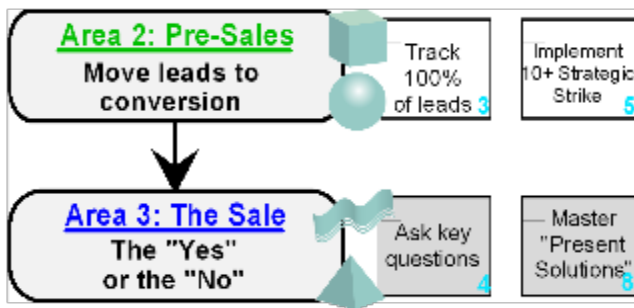 Area 2: Pre-Sales
Move leads to
conversion
Track
100%
of leads 3
Implement
10+ Strategic
Strike
5
Area 3: The Sale
The "Yes"
or the "No"
Ask key
questions
4
Master
"Present
Solutions"
8